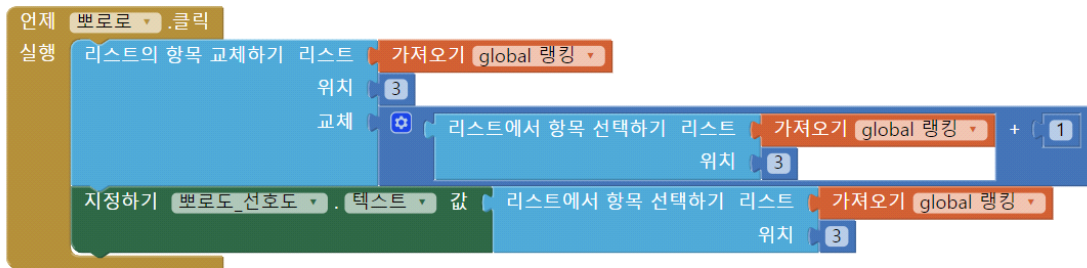 언제 뽀로로 .클릭
실행 리스트의 항목 교체하기 리스트 가져오기 global 랭킹
위치 3
교체 리스트에서 항목 선택하기 리스트 가져오기 global 랭킹 + 1
위치 3
지정하기 뽀로도_선호도 . 텍스트 값 리스트에서 항목 선택하기 리스트 가져오기 global 랭킹
위치 3